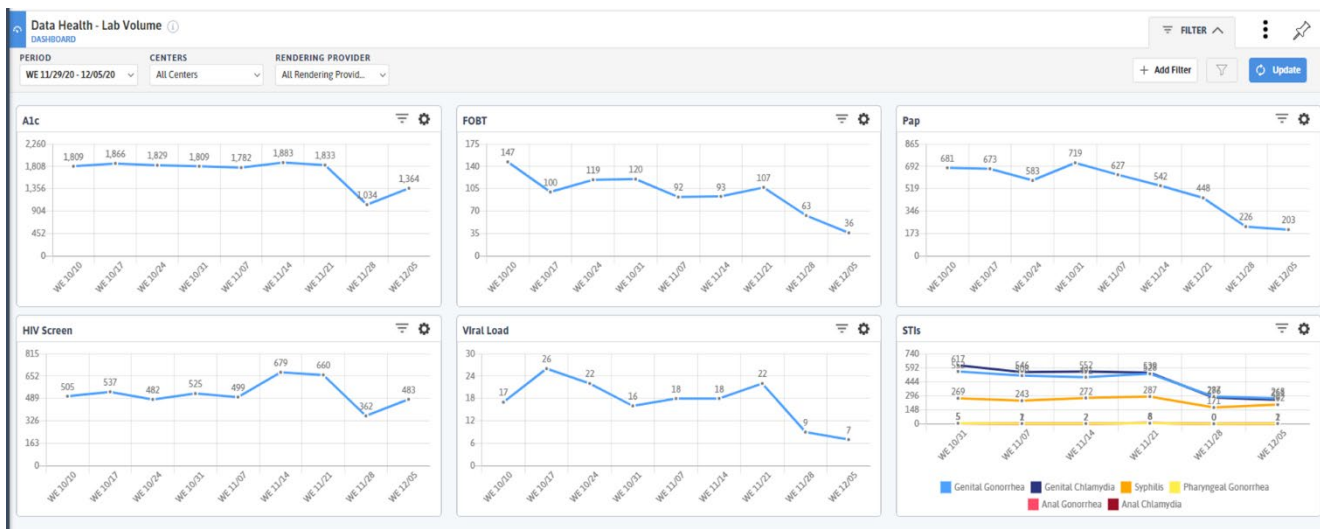 Data Health - Lab Volume
DASHBOARD
FILTER
PERIOD
CENTERS
RENDERING PROVIDER
WE 11/29/20 - 12/05/20
All Centers
All Rendering Provid...
+ Add Filter
Update
A1c
2,260
1,808
1,356
904
452
0
1,809 1,866 1,829 1,809 1,782 1,883 1,833 1,034 1,364
WE 10/10 WE 10/17 WE 10/24 WE 10/31 WE 11/07 WE 11/14 WE 11/21 WE 11/28 WE 12/05
FOBT
175
140
105
70
35
0
147 100 119 120 92 93 107 63 36
WE 10/10 WE 10/17 WE 10/24 WE 10/31 WE 11/07 WE 11/14 WE 11/21 WE 11/28 WE 12/05
Pap
865
692
519
346
173
0
681 673 583 719 627 542 448 226 203
WE 10/10 WE 10/17 WE 10/24 WE 10/31 WE 11/07 WE 11/14 WE 11/21 WE 11/28 WE 12/05
HIV Screen
815
652
489
326
163
0
505 537 482 525 499 679 660 362 483
WE 10/10 WE 10/17 WE 10/24 WE 10/31 WE 11/07 WE 11/14 WE 11/21 WE 11/28 WE 12/05
Viral Load
30
24
18
12
6
0
17 26 22 16 18 18 22 9 7
WE 10/10 WE 10/17 WE 10/24 WE 10/31 WE 11/07 WE 11/14 WE 11/21 WE 11/28 WE 12/05
STIs
740
592
444
296
148
0
617 546 552
269 243 272 287 171
5 2 0
WE 10/31 WE 11/07 WE 11/14 WE 11/21 WE 11/28 WE 12/05
Genital Gonorrhea Genital Chlamydia Syphilis Pharyngeal Gonorrhea
Anal Gonorrhea Anal Chlamydia